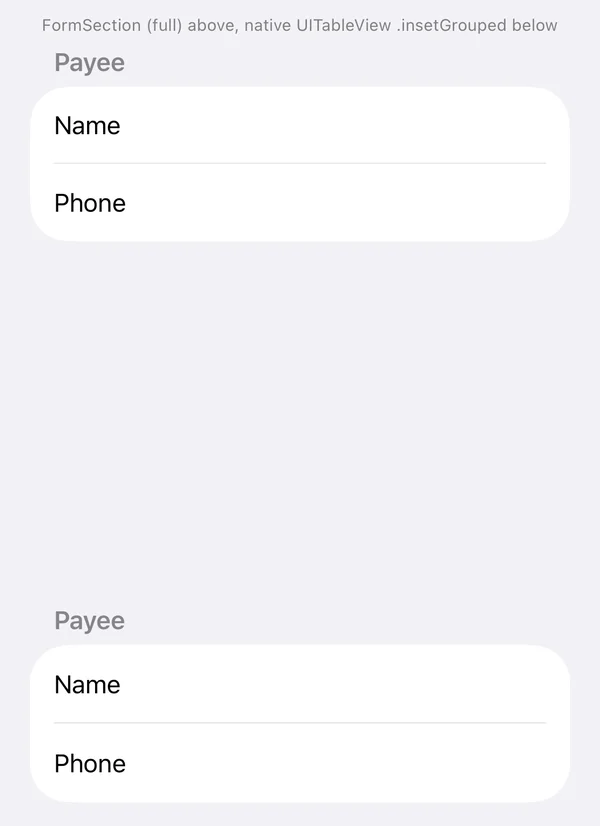 FormSection (full) above, native UITableView .insetGrouped below
Payee
Name
Phone
Payee
Name
Phone